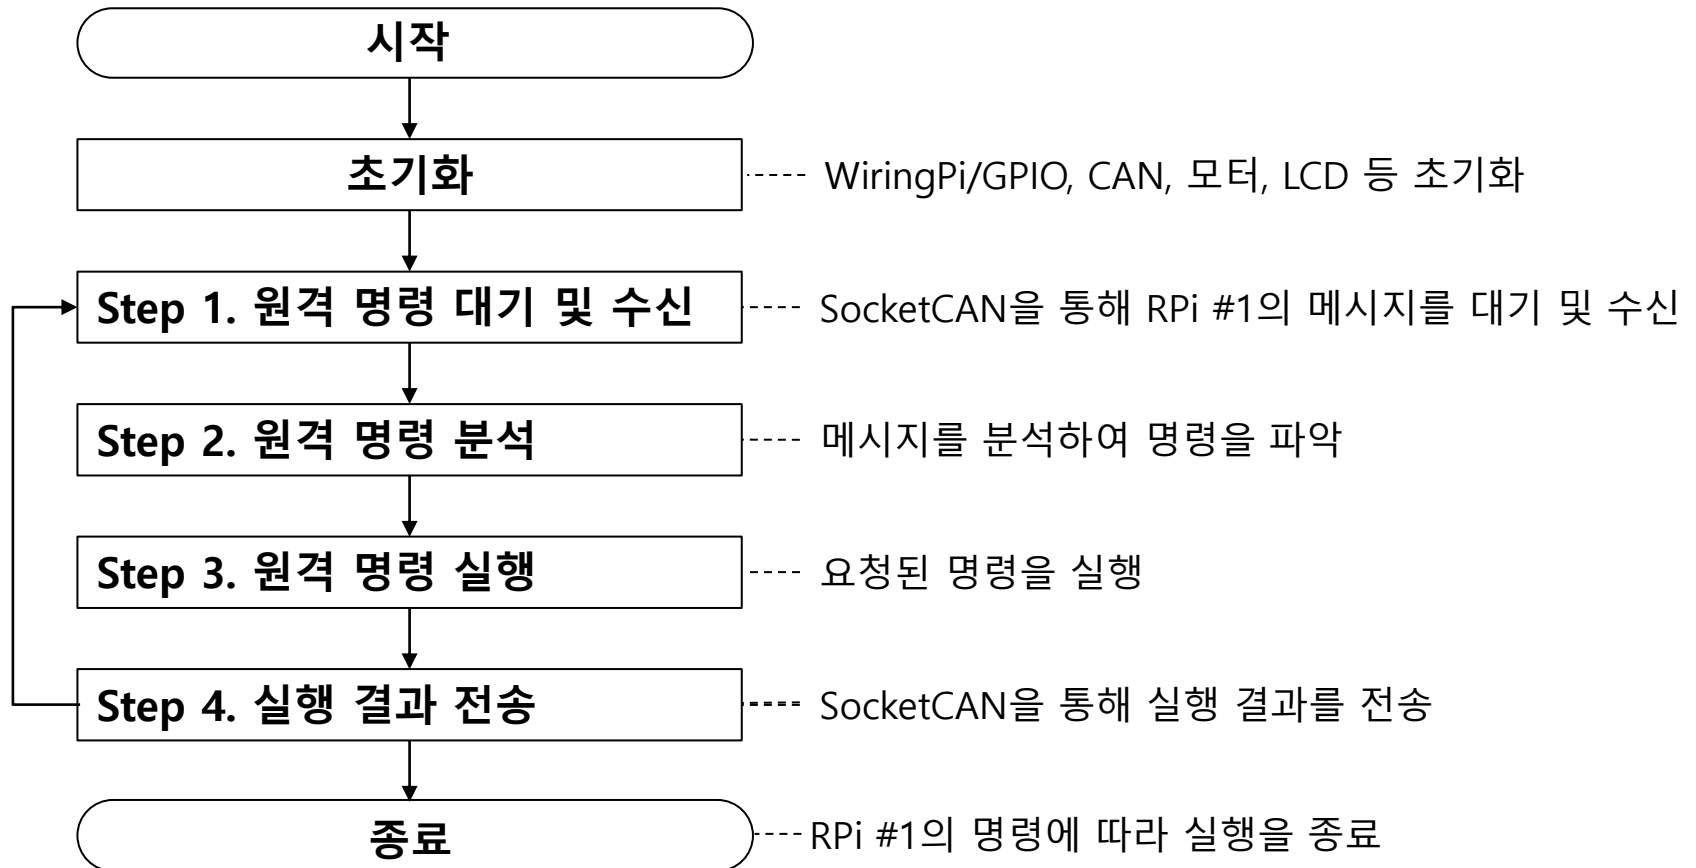 시작
초기화
WiringPi/GPIO, CAN, 모터, LCD 등 초기화
Step 1. 원격 명령 대기 및 수신
SocketCAN을 통해 RPi #1의 메시지를 대기 및 수신
Step 2. 원격 명령 분석
메시지를 분석하여 명령을 파악
Step 3. 원격 명령 실행
요청된 명령을 실행
Step 4. 실행 결과 전송
SocketCAN을 통해 실행 결과를 전송
종료
RPi #1의 명령에 따라 실행을 종료